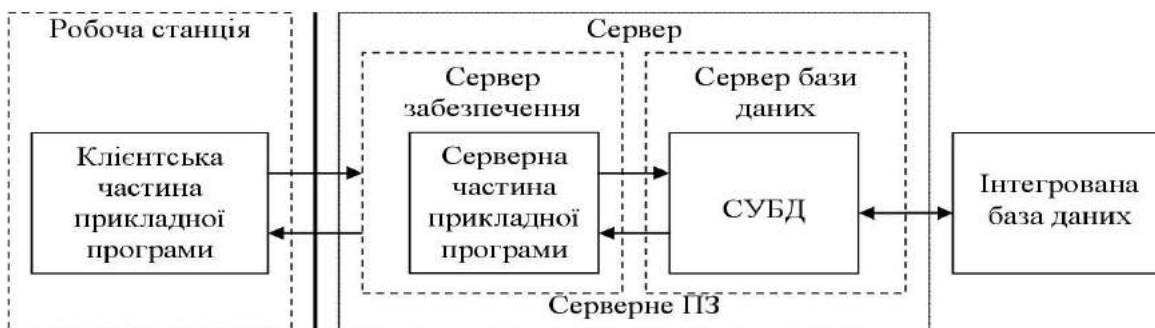 Робоча станція
Клієнтська
частина
прикладної
програми
Сервер
Сервер
забезпечення
Серверна
частина
прикладної
програми
Сервер бази
даних
СУБД
Серверне ПЗ
Інтегрована
база даних